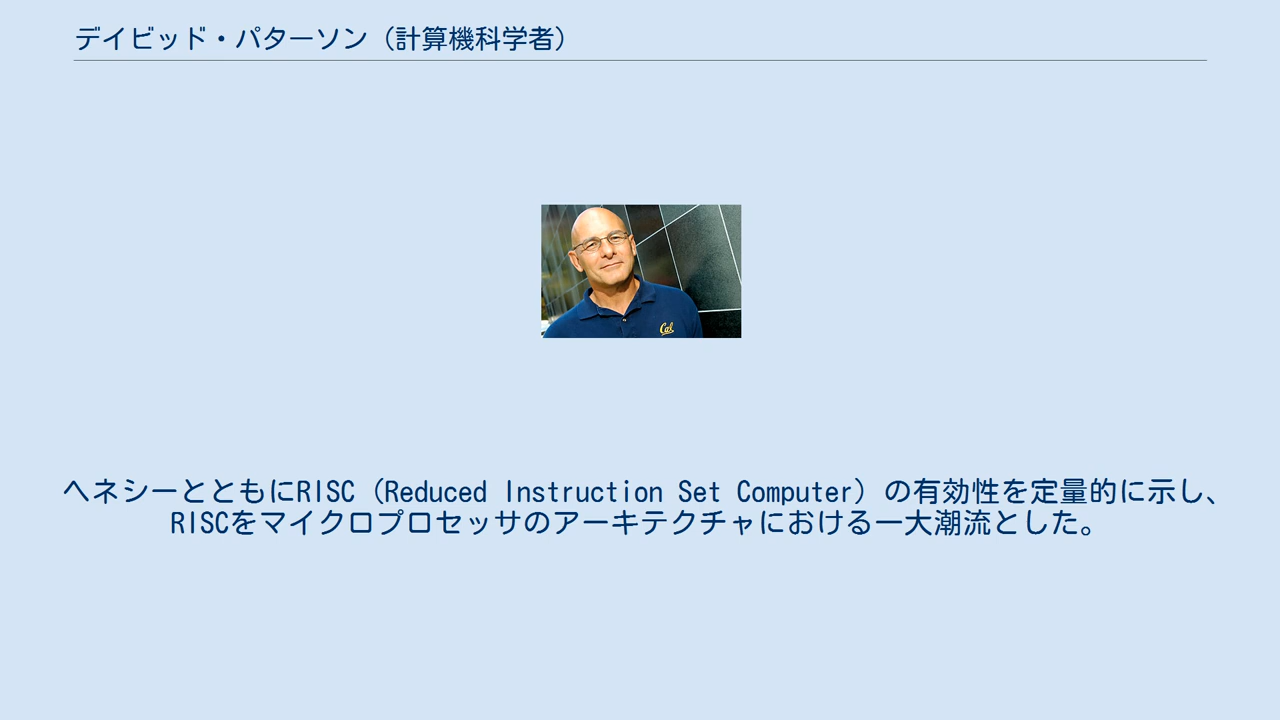 デイビッド・パターソン（計算機科学者）
Cal
ヘネシーとともにRISC（Reduced Instruction Set Computer）の有効性を定量的に示し、
RISCをマイクロプロセッサのアーキテクチャにおける一大潮流とした。